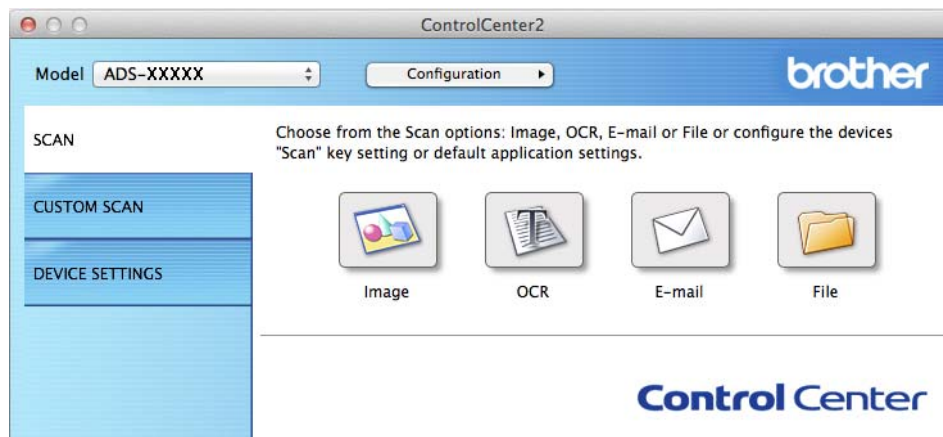 ControlCenter2
Model ADS-XXXXX Configuration brother
SCAN
Choose from the Scan options: Image, OCR, E-mail or File or configure the devices
"Scan" key setting or default application settings.
CUSTOM SCAN
DEVICE SETTINGS
Image OCR E-mail File
Control Center